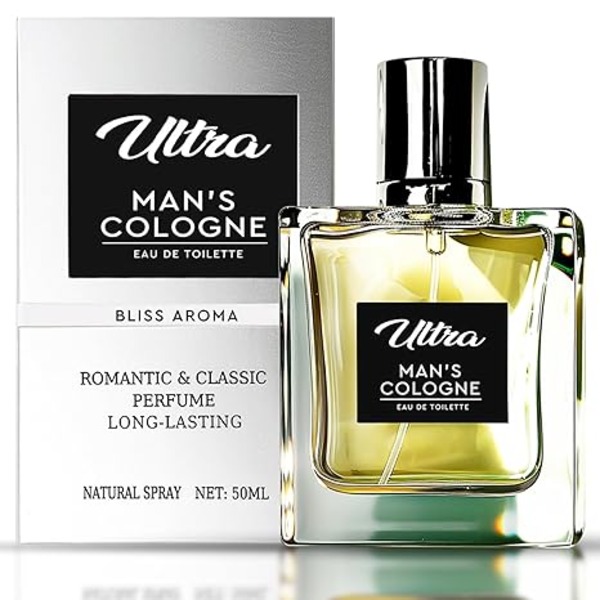 Ultra
MAN'S
COLOGNE
EAU DE TOILETTE
BLISS AROMA
ROMANTIC & CLASSIC
PERFUME
LONG-LASTING
NATURAL SPRAY NET: 50ML
Ultra
MAN'S
COLOGNE
EAU DE TOILETTE